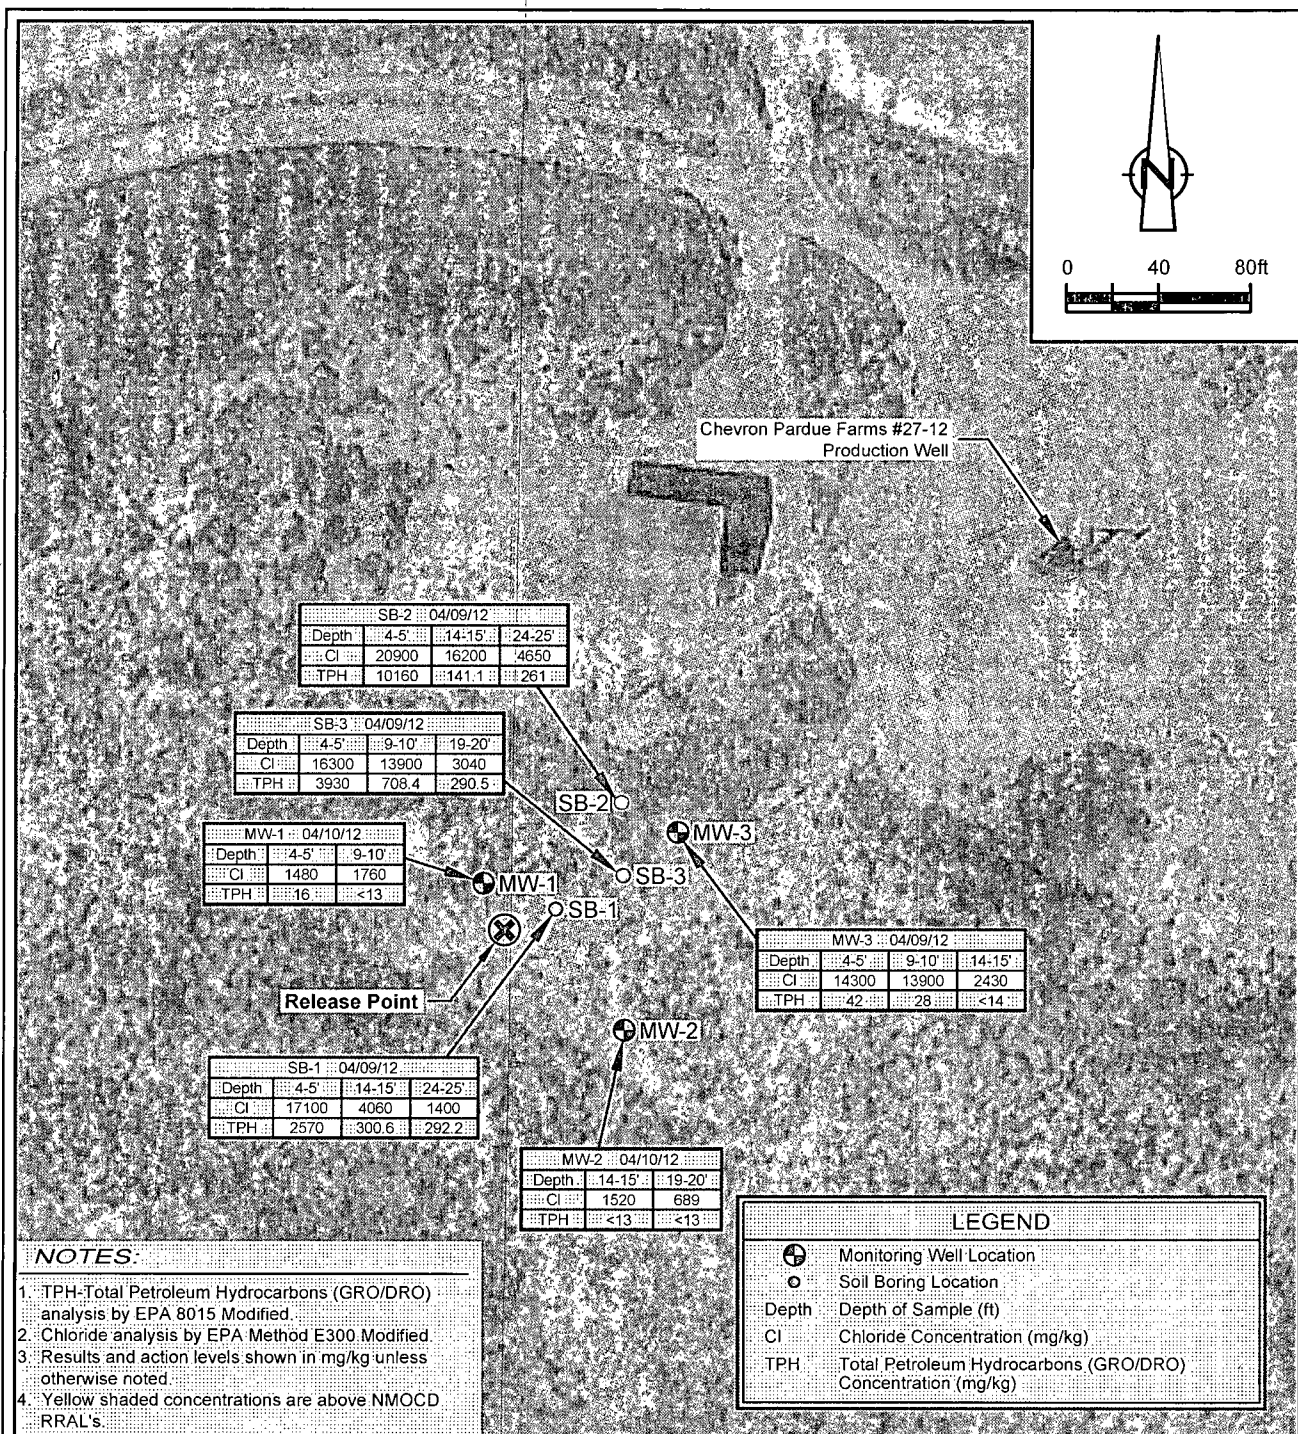 N
0 40 80ft
Chevron Pardue Farms #27-12
Production Well
SB-2 04/09/12
Depth 4-5' 14-15' 24-25'
Cl 20900 16200 4650
TPH 10160 141.1 261
SB-3 04/09/12
Depth 4-5' 9-10' 19-20'
Cl 16300 13900 3040
TPH 3930 708.4 290.5
SB-2
MW-3
MW-1 04/10/12
Depth 4-5' 9-10'
Cl 1480 1760
TPH 16 <13
SB-3
MW-1
SB-1
MW-3 04/09/12
Depth 4-5' 9-10' 14-15'
Cl 14300 13900 2430
TPH 42 28 <14
Release Point
MW-2
SB-1 04/09/12
Depth 4-5' 14-15' 24-25'
Cl 17100 4060 1400
TPH 2570 300.6 292.2
MW-2 04/10/12
Depth 14-15' 19-20'
Cl 1520 689
TPH <13 <13
NOTES:
1. TPH-Total Petroleum Hydrocarbons (GRO/DRO)
analysis by EPA 8015 Modified.
2. Chloride analysis by EPA Method E300 Modified.
3. Results and action levels shown in mg/kg unless
otherwise noted.
4. Yellow shaded concentrations are above NMOCD
RRAL's.
LEGEND
Monitoring Well Location
Soil Boring Location
Depth Depth of Sample (ft)
Cl Chloride Concentration (mg/kg)
TPH Total Petroleum Hydrocarbons (GRO/DRO)
Concentration (mg/kg)